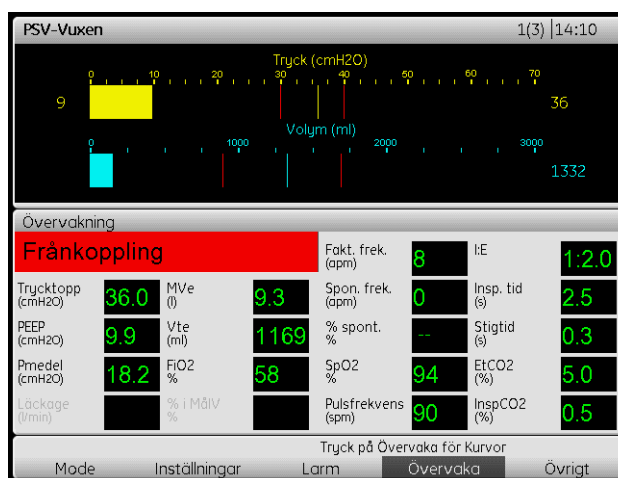 PSV-Vuxen 1(3) 14:10
Tryck (cmH2O)
0 10 20 30 40 50 60 70
9 36
Volym (ml)
0 1000 2000 3000
1332
Övervakning
Frånkoppling
Fakt. frek. (apm) 8 I:E 1:2.0
Trycktopp (cmH2O) 36.0 MVe (l) 9.3 Spon. frek. (apm) 0 Insp. tid (s) 2.5
PEEP (cmH2O) 9.9 Vte (ml) 1169 % spont. % -- Stigtid (s) 0.3
Pmedel (cmH2O) 18.2 FiO2 % 58 SpO2 % 94 EtCO2 (%) 5.0
Läckage (l/min) % i MålV % Pulsfrekvens (spm) 90 InspCO2 (%) 0.5
Tryck på Övervaka för Kurvor
Mode Inställningar Larm Övervaka Övrigt